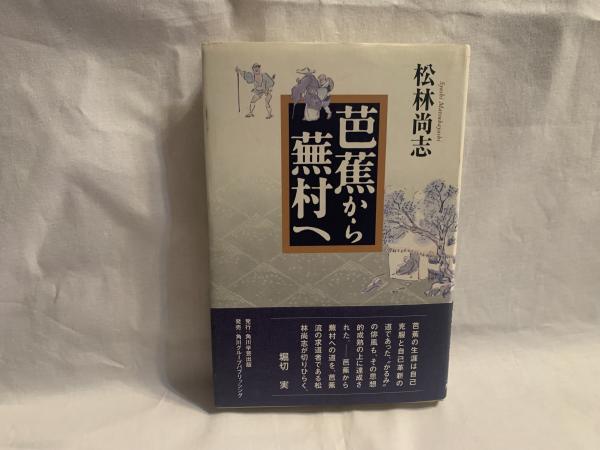 松林尚志
Syoshi Matsubayashi
芭蕉から
蕪村へ
芭蕉の生涯は自己
克服と自己革新の
道であった。“かるみ”
の俳風も、その思想
的成熟の上に達成さ
れた――芭蕉から
蕪村への道を、芭蕉
流の求道者である松
林尚志が切りひらく。
堀切 実
発行 角川学芸出版
発売 角川グループパブリッシング